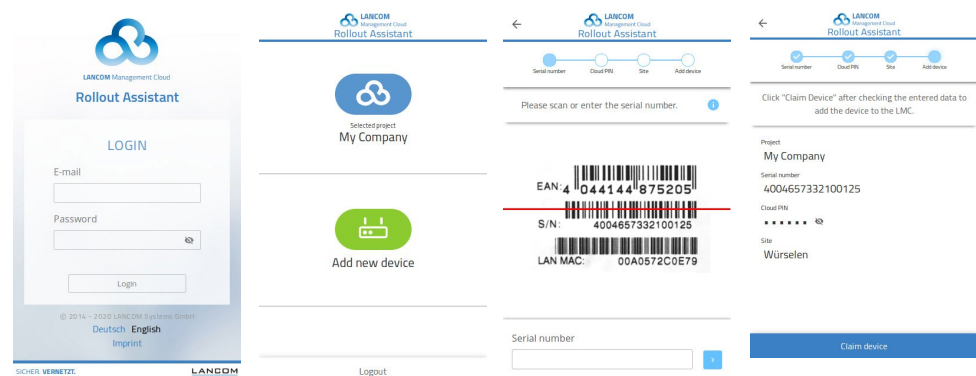 LANCOM Management Cloud
Rollout Assistant
LOGIN
E-mail
Password
Login
© 2014 - 2020 LANCOM Systems GmbH
Deutsch English
Imprint
SICHER. VERNETZT.
LANCOM
LANCOM
Management Cloud
Rollout Assistant
Selected project
My Company
Add new device
Logout
LANCOM
Management Cloud
Rollout Assistant
Serial number Cloud PIN Site Add device
Please scan or enter the serial number.
EAN: 4 044144 875205
S/N: 4004657332100125
LAN MAC: 00A0572C0E79
Serial number
LANCOM
Management Cloud
Rollout Assistant
Serial number Cloud PIN Site Add device
Click "Claim Device" after checking the entered data to
add the device to the LMC.
Project
My Company
Serial number
4004657332100125
Cloud PIN
Site
Würselen
Claim device